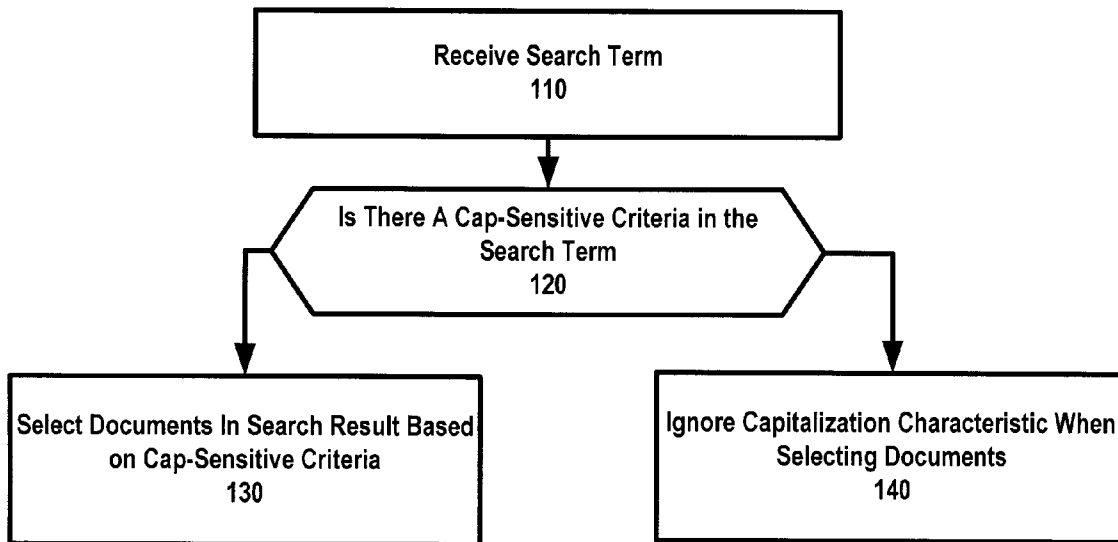 Receive Search Term
110
Is There A Cap-Sensitive Criteria in the
Search Term
120
Select Documents In Search Result Based
on Cap-Sensitive Criteria
130
Ignore Capitalization Characteristic When
Selecting Documents
140